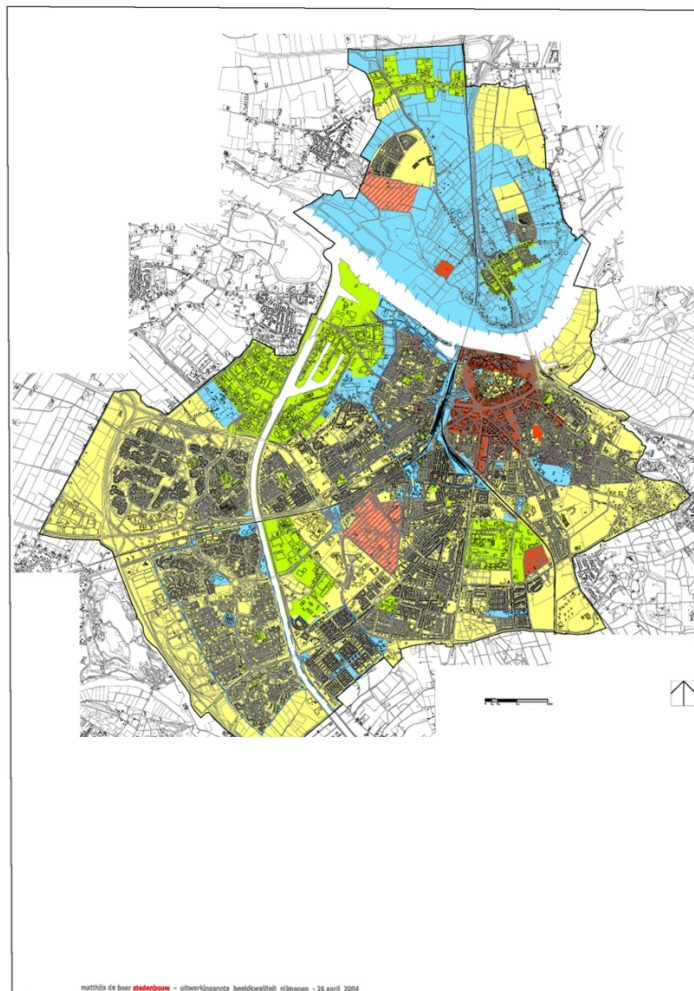 matthijs de boer stedenbouw - uitwerkingsnota beeldkwaliteit nijmegen - 26 april 2004